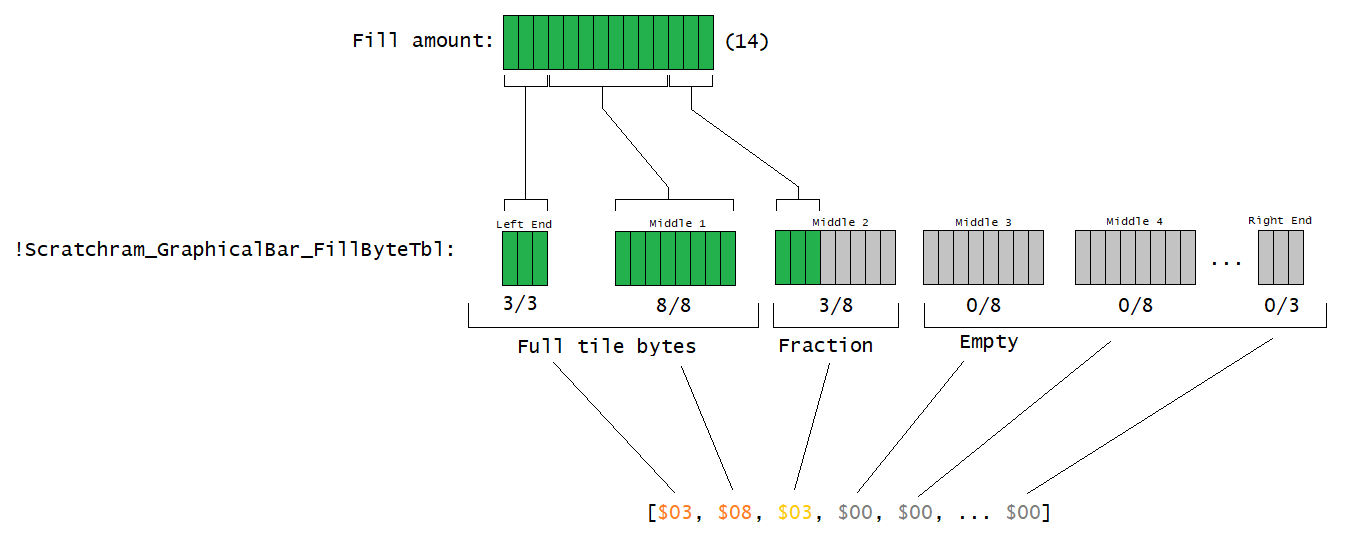 Fill amount: (14)
Left End Middle 1 Middle 2 Middle 3 Middle 4 Right End
!Scratchram_GraphicalBar_FillByteTbl: ...
3/3 8/8 3/8 0/8 0/8 0/3
Full tile bytes Fraction Empty
[$03, $08, $03, $00, $00, ... $00]